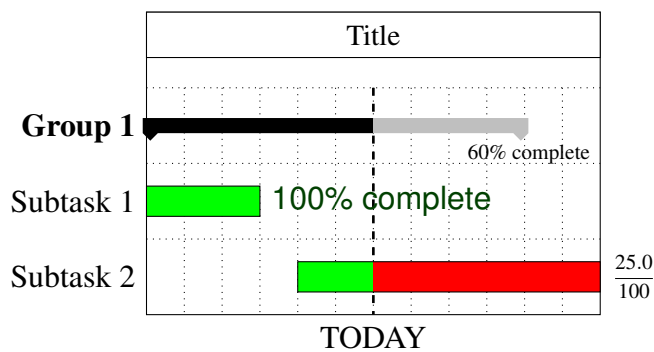 Title
Group 1
60% complete
Subtask 1 100% complete
Subtask 2
25.0
100
TODAY